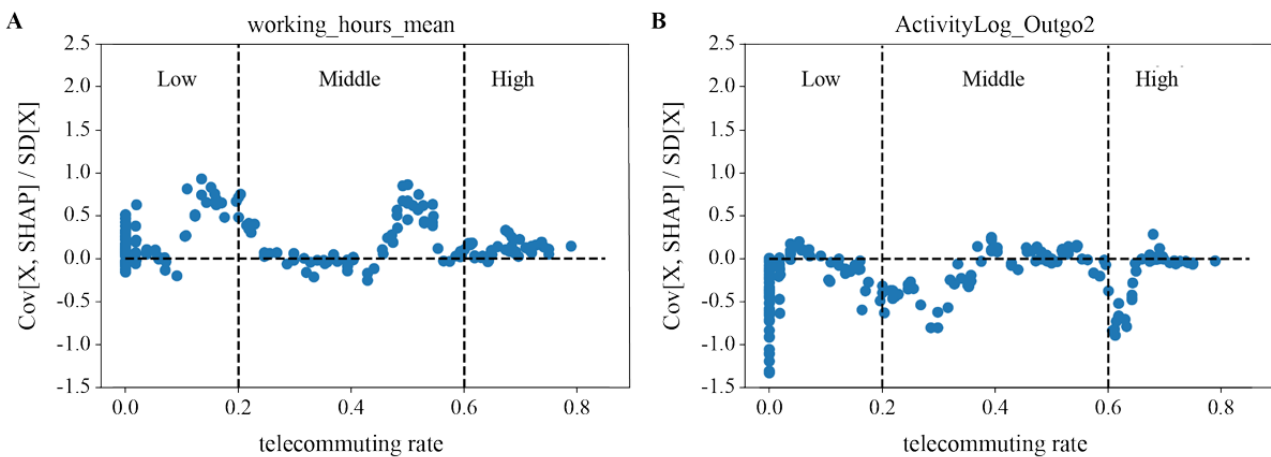 A
working_hours_mean
2.5
2.0
1.5
1.0
0.5
0.0
-0.5
-1.0
-1.5
Cov[X, SHAP] / SD[X]
Low
Middle
High
0.0 0.2 0.4 0.6 0.8
telecommuting rate
B
ActivityLog_Outgo2
2.5
2.0
1.5
1.0
0.5
0.0
-0.5
-1.0
-1.5
Cov[X, SHAP] / SD[X]
Low
Middle
High
0.0 0.2 0.4 0.6 0.8
telecommuting rate